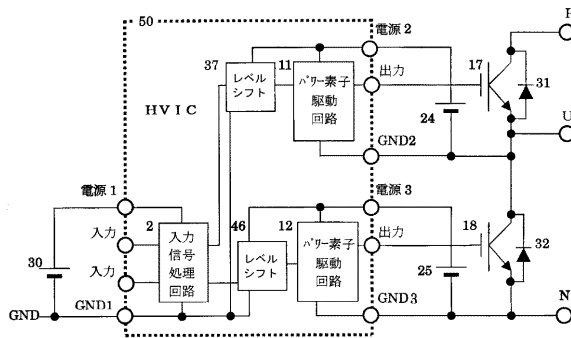 50
電源 2
P
37
11
17
レベル
シフト
ﾊﾟﾜｰ素子
駆動
回路
出力
31
HVIC
24
U
GND2
電源 1
電源 3
2
46
12
入力
入力
信号
処理
回路
レベル
シフト
ﾊﾟﾜｰ素子
駆動
回路
出力
18
30
入力
25
32
GND
GND1
GND3
N